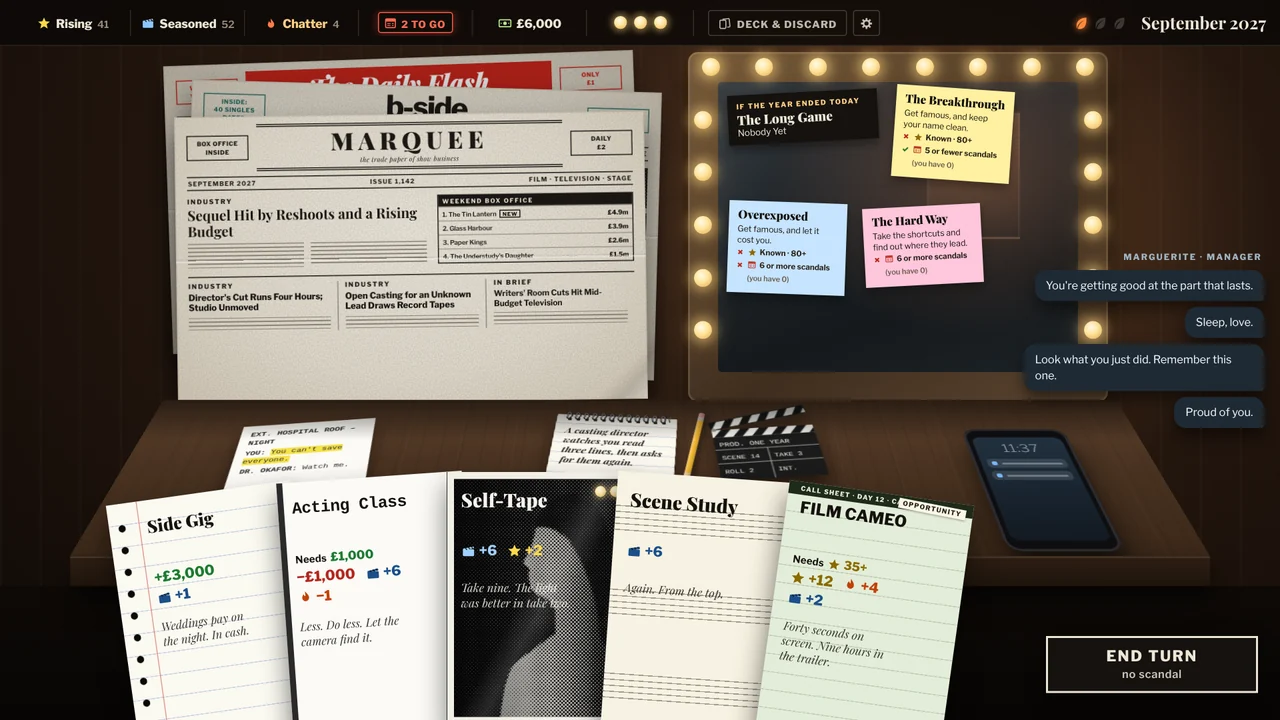 Rising 41
Seasoned 52
Chatter 4
2 TO GO
£6,000
DECK & DISCARD
September 2027
The Daily Flash
ONLY
£1
INSIDE:
40 SINGLES
b-side
BOX OFFICE
INSIDE
MARQUEE
the trade paper of show business
DAILY
£2
SEPTEMBER 2027
ISSUE 1,142
FILM · TELEVISION · STAGE
INDUSTRY
Sequel Hit by Reshoots and a Rising
Budget
WEEKEND BOX OFFICE
1. The Tin Lantern NEW £4.9m
2. Glass Harbour £3.9m
3. Paper Kings £2.6m
4. The Understudy's Daughter £1.5m
INDUSTRY
Director's Cut Runs Four Hours;
Studio Unmoved
INDUSTRY
Open Casting for an Unknown
Lead Draws Record Tapes
IN BRIEF
Writers' Room Cuts Hit Mid-
Budget Television
IF THE YEAR ENDED TODAY
The Long Game
Nobody Yet
The Breakthrough
Get famous, and keep
your name clean.
Known · 80+
5 or fewer scandals
(you have 0)
Overexposed
Get famous, and let it
cost you.
Known · 80+
6 or more scandals
(you have 0)
The Hard Way
Take the shortcuts and
find out where they lead.
6 or more scandals
(you have 0)
MARGUERITE · MANAGER
You're getting good at the part that lasts.
Sleep, love.
Look what you just did. Remember this
one.
Proud of you.
EXT. HOSPITAL ROOF –
NIGHT
YOU: You can't save
everyone.
DR. OKAFOR: Watch me.
A casting director
watches you read
three lines, then asks
for them again.
PROD. ONE YEAR
SCENE 14 TAKE 3
ROLL 2 INT.
11:37
Side Gig
+£3,000
+1
Weddings pay on
the night. In cash.
Acting Class
Needs £1,000
−£1,000 +6
−1
Less. Do less. Let the
camera find it.
Self-Tape
+6 +2
Take nine. The light
was better in take two.
Scene Study
+6
Again. From the top.
CALL SHEET · DAY 12 ·
OPPORTUNITY
FILM CAMEO
Needs 35+
+12 +4
+2
Forty seconds on
screen. Nine hours in
the trailer.
END TURN
no scandal